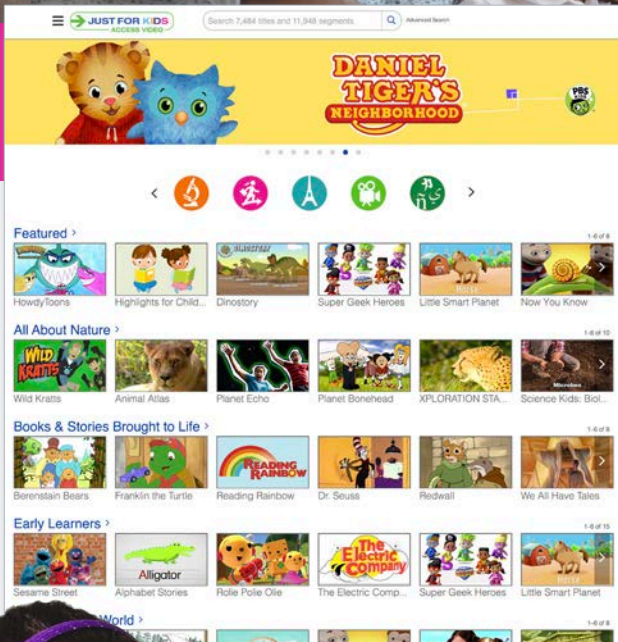 JUST FOR KIDS
ACCESS VIDEO
Search 7,484 titles and 11,948 segments.
Advanced Search
DANIEL
TIGER'S
NEIGHBORHOOD
PBS
KIDS
Featured >
1-6 of 8
HowdyToons
Highlights for Child...
DINOSTORY
Dinostory
Super Geek Heroes
Horse
Little Smart Planet
Now You Know
All About Nature >
1-6 of 10
WILD
KRATTS
Wild Kratts
Animal Atlas
Planet Echo
Planet Bonehead
XPLORATION STA...
Microbes
Science Kids: Biol...
Books & Stories Brought to Life >
1-6 of 9
Berenstain Bears
Franklin the Turtle
READING
RAINBOW
Reading Rainbow
Dr. Seuss
Redwall
We All Have Tales
Early Learners >
1-6 of 15
Sesame Street
Alligator
Alphabet Stories
Rolie Polie Olie
The
Electric
Company
The Electric Comp...
Super Geek Heroes
Horse
Little Smart Planet
World >
1-6 of 8